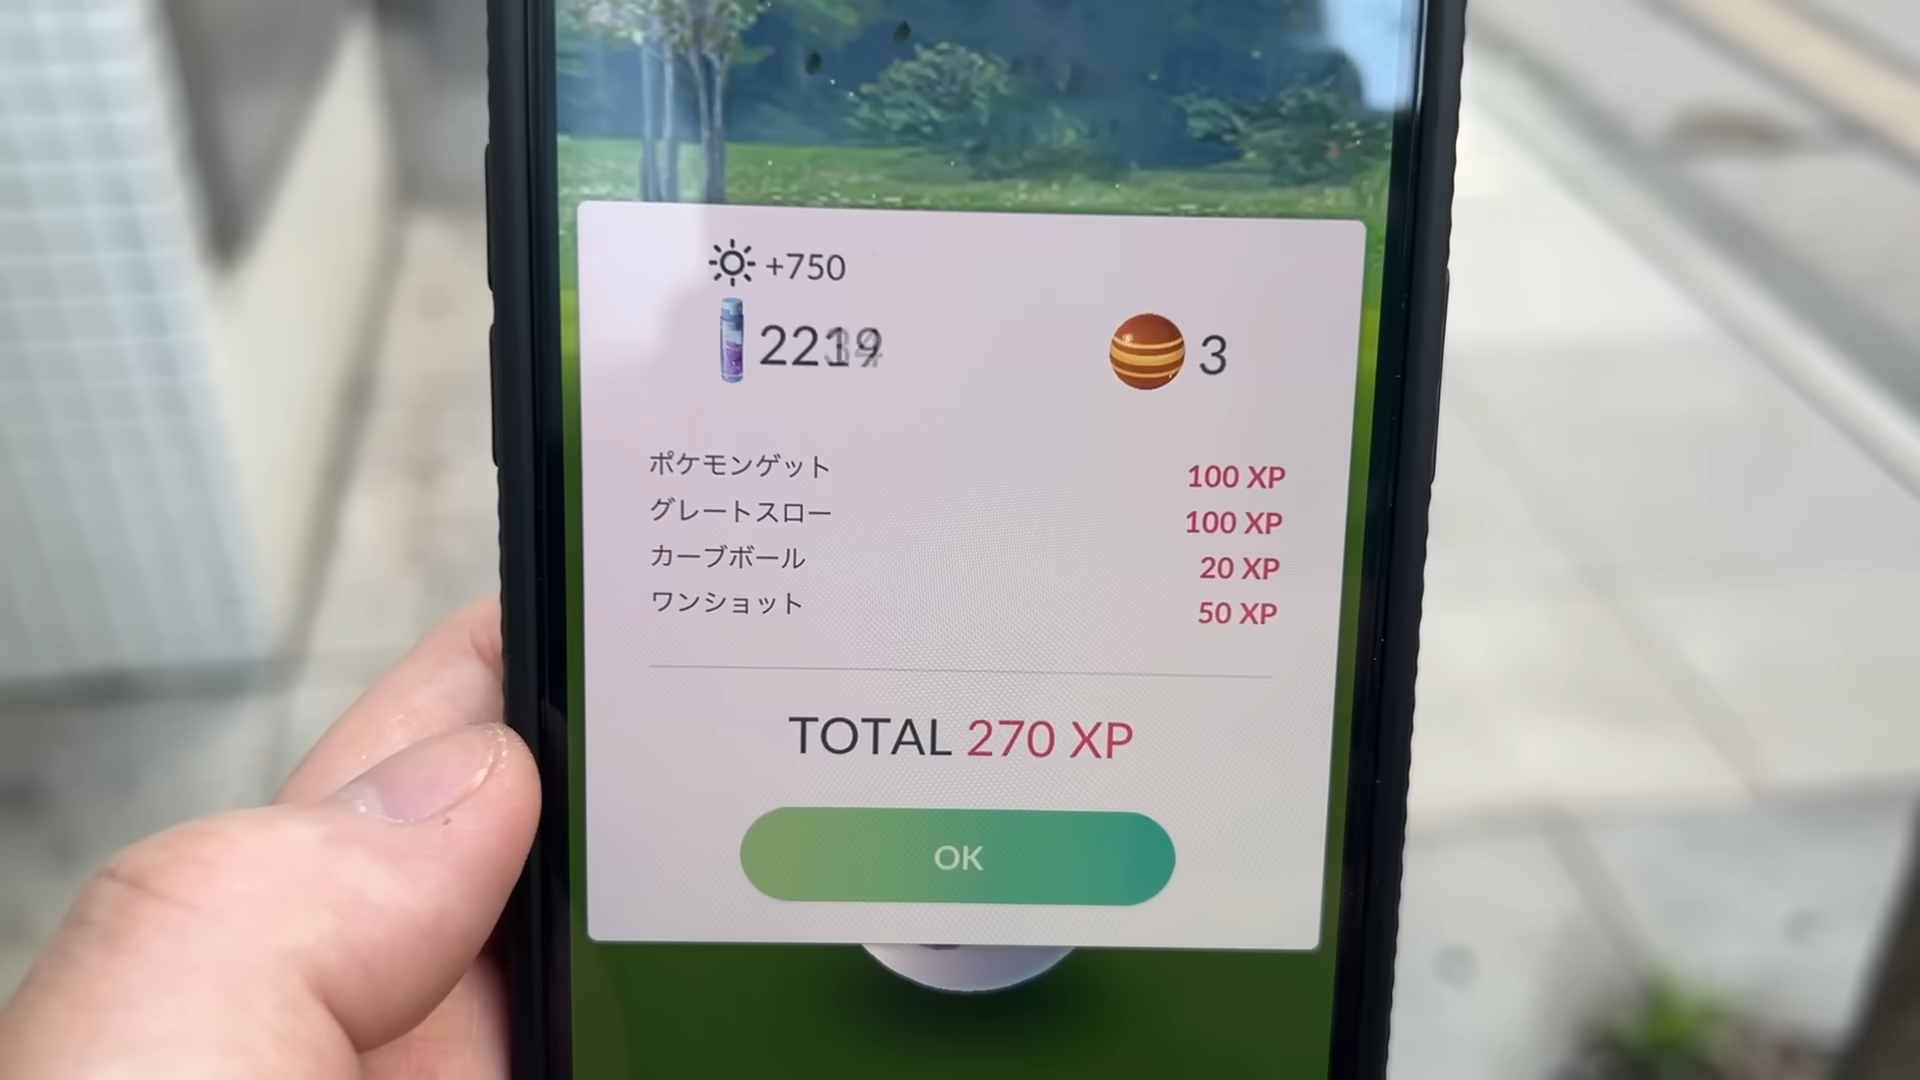 +750
3
ポケモンゲット 100 XP
グレートスロー 100 XP
カーブボール 20 XP
ワンショット 50 XP
TOTAL 270 XP
OK